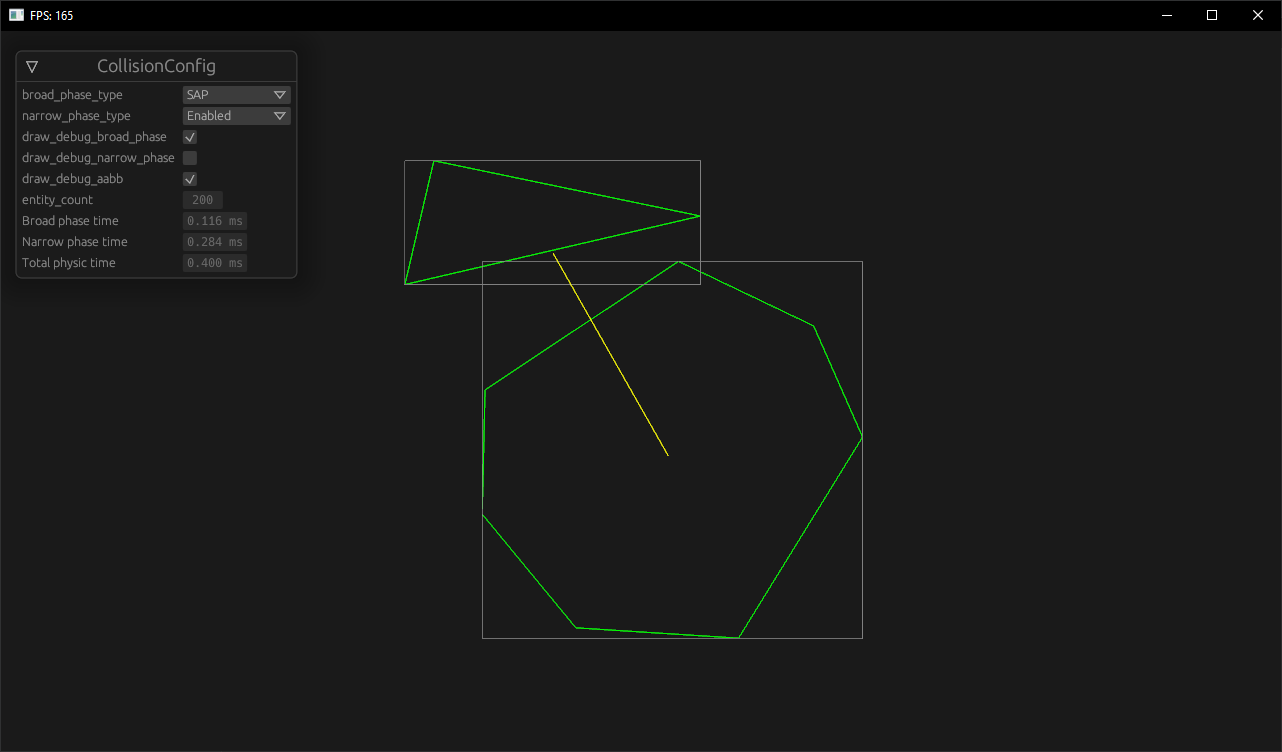 FPS: 165
CollisionConfig
broad_phase_type SAP
narrow_phase_type Enabled
draw_debug_broad_phase
draw_debug_narrow_phase
draw_debug_aabb
entity_count 200
Broad phase time 0.116 ms
Narrow phase time 0.284 ms
Total physic time 0.400 ms